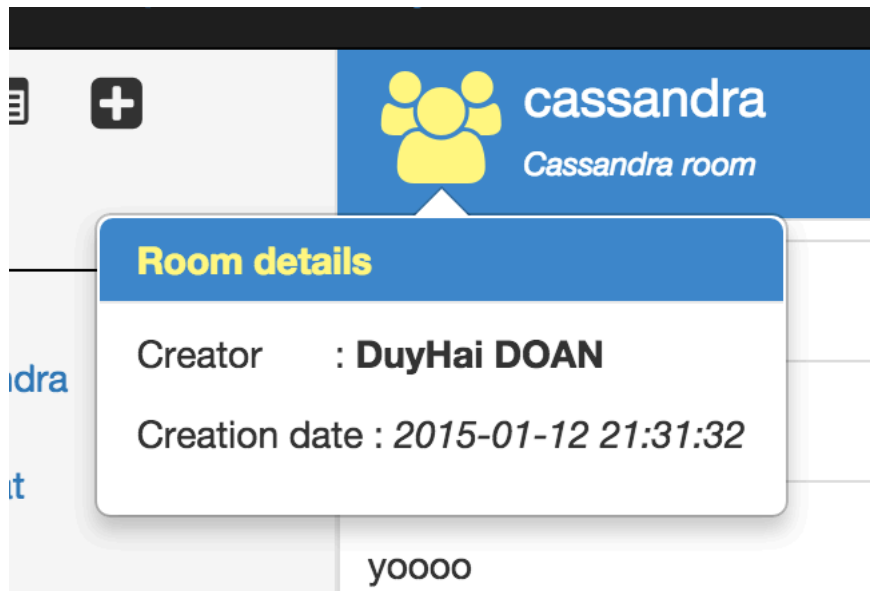 cassandra
Cassandra room
Room details
Creator : DuyHai DOAN
Creation date : 2015-01-12 21:31:32
yoooo